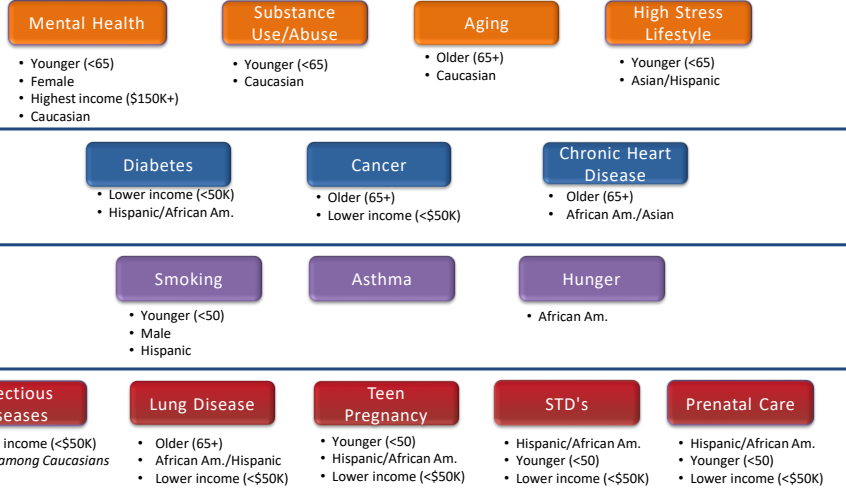 Mental Health
• Younger (<65)
• Female
• Highest income ($150K+)
• Caucasian
Substance
Use/Abuse
• Younger (<65)
• Caucasian
Aging
• Older (65+)
• Caucasian
High Stress
Lifestyle
• Younger (<65)
• Asian/Hispanic
Diabetes
• Lower income (<50K)
• Hispanic/African Am.
Cancer
• Older (65+)
• Lower income (<$50K)
Chronic Heart
Disease
• Older (65+)
• African Am./Asian
Smoking
• Younger (<50)
• Male
• Hispanic
Asthma
Hunger
• African Am.
income (<$50K)
among Caucasians
Lung Disease
• Older (65+)
• African Am./Hispanic
• Lower income (<$50K)
Teen
Pregnancy
• Younger (<50)
• Hispanic/African Am.
• Lower income (<$50K)
STD's
• Hispanic/African Am.
• Younger (<50)
• Lower income (<$50K)
Prenatal Care
• Hispanic/African Am.
• Younger (<50)
• Lower income (<$50K)